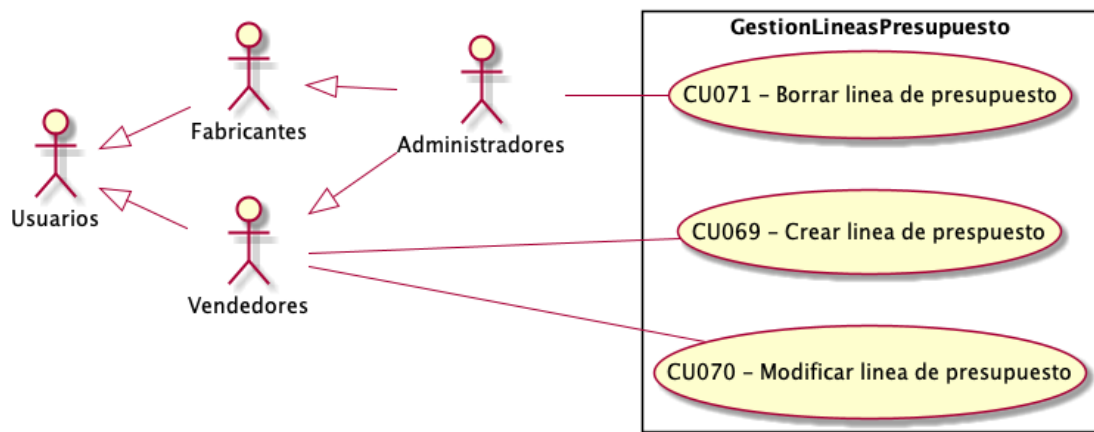 GestionLineasPresupuesto
CU071 – Borrar linea de presupuesto
Fabricantes
Administradores
Usuarios
CU069 – Crear linea de prespuesto
Vendedores
CU070 – Modificar linea de presupuesto